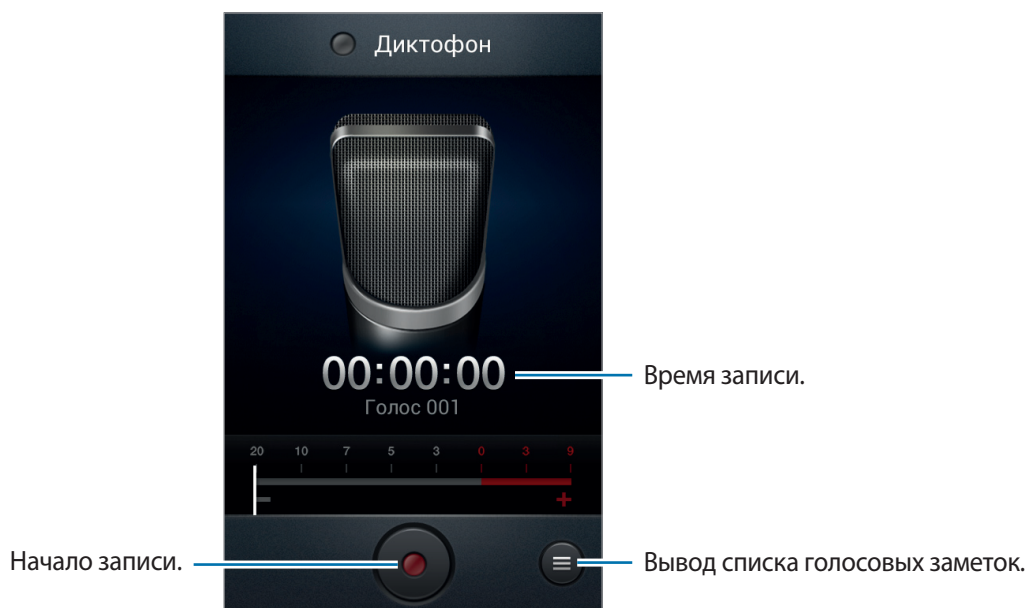 Диктофон
00:00:00
Время записи.
Голос 001
20 10 7 5 3 0 3 9
- +
Начало записи.
Вывод списка голосовых заметок.